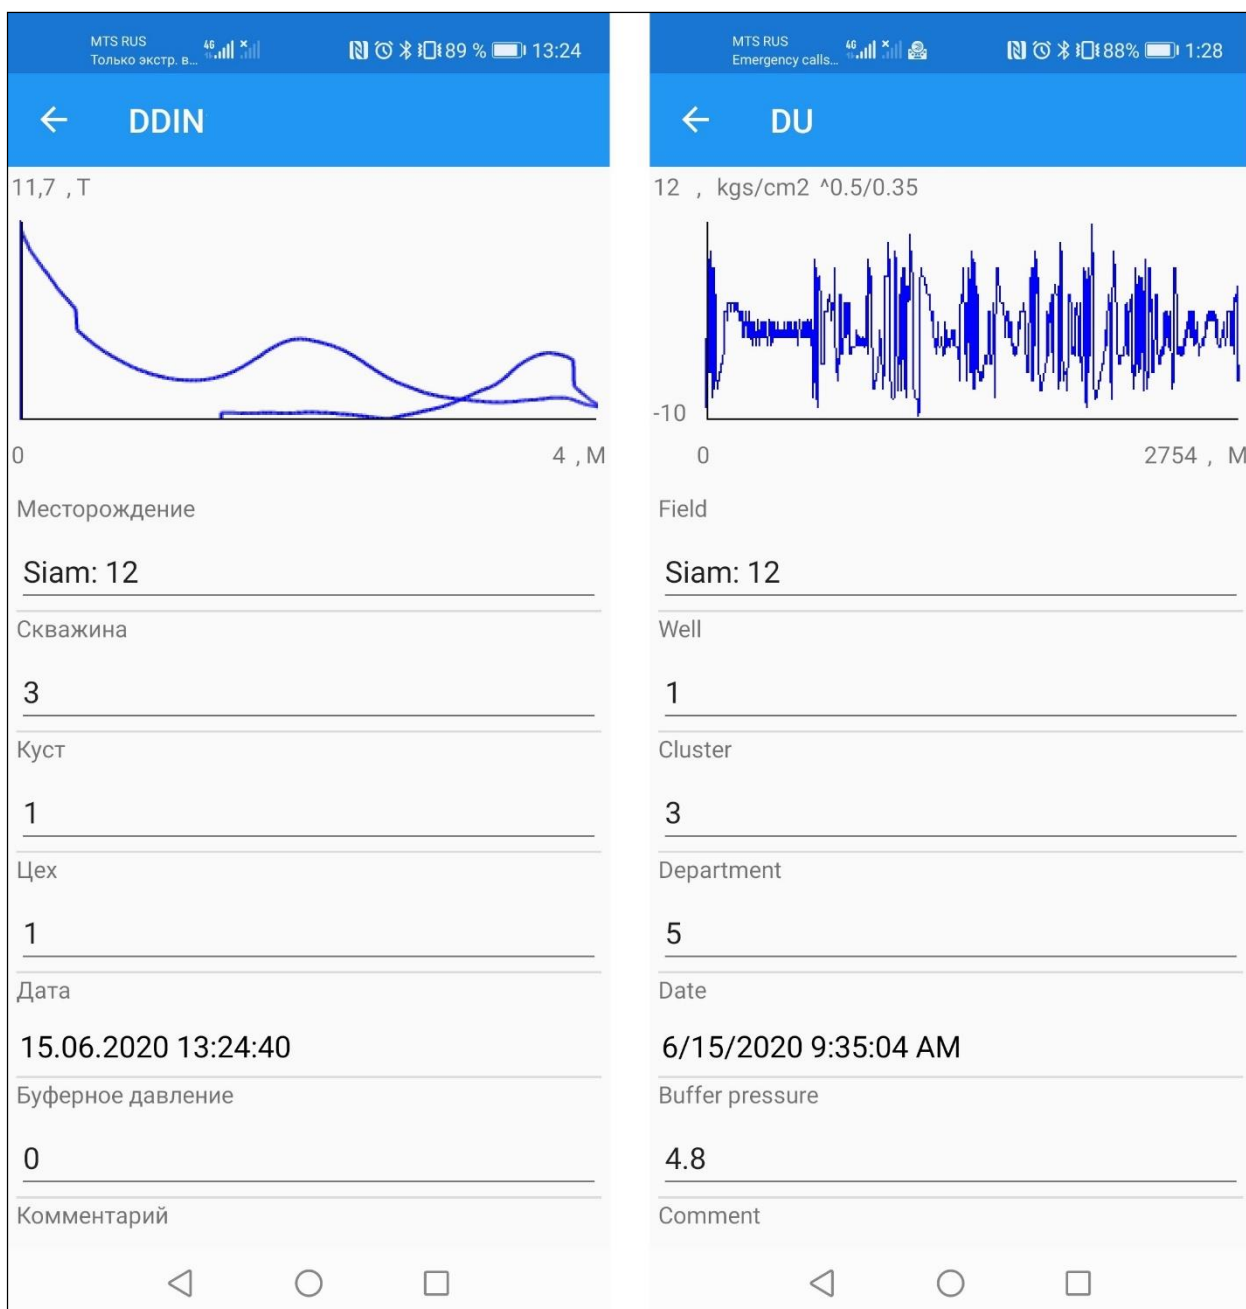 MTS RUS
Только экстр. в...
4G
89 %
13:24
DDIN
11,7 , Т
0
4 , М
Месторождение
Siam: 12
Скважина
3
Куст
1
Цех
1
Дата
15.06.2020 13:24:40
Буферное давление
0
Комментарий
MTS RUS
Emergency calls...
4G
88%
1:28
DU
12 , kgs/cm2 ^0.5/0.35
-10
0
2754 , M
Field
Siam: 12
Well
1
Cluster
3
Department
5
Date
6/15/2020 9:35:04 AM
Buffer pressure
4.8
Comment